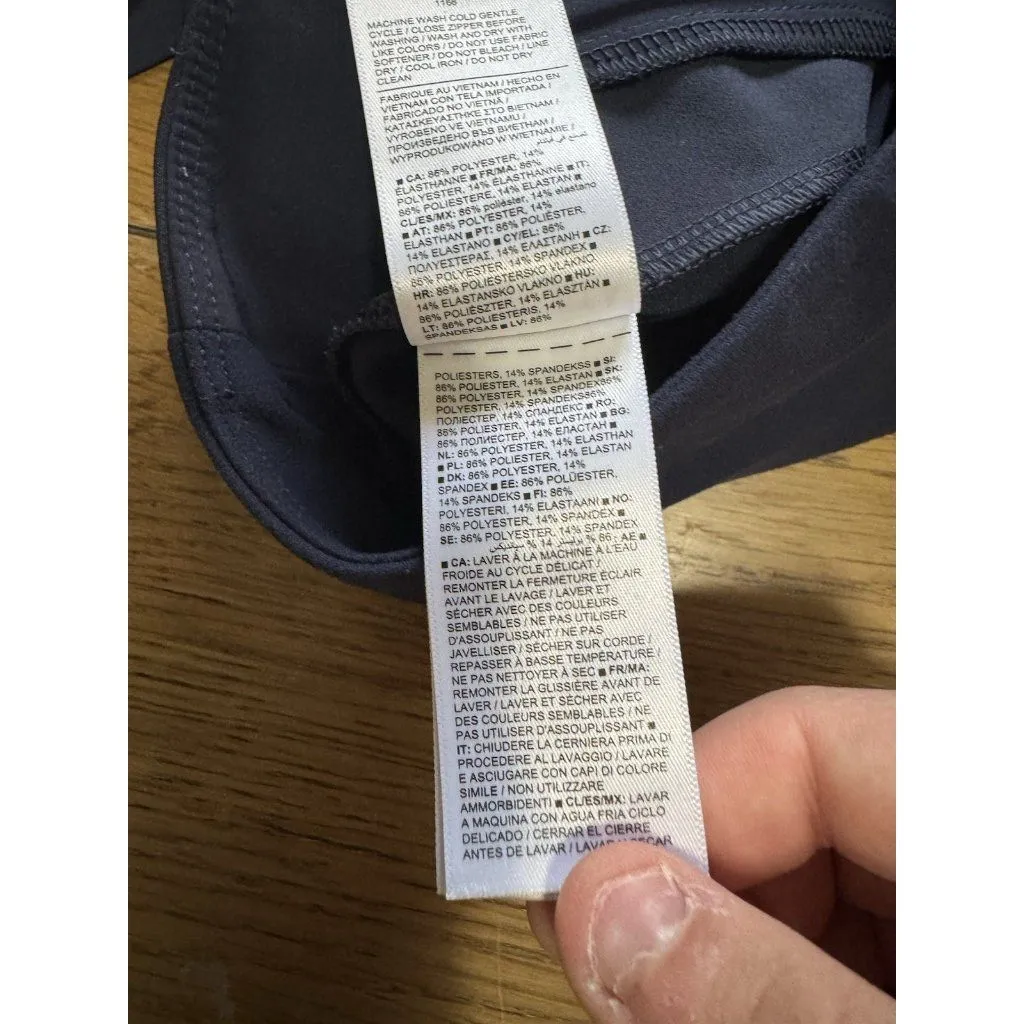 1166
MACHINE WASH COLD GENTLE
CYCLE / CLOSE ZIPPER BEFORE
WASHING / WASH AND DRY WITH
LIKE COLORS / DO NOT USE FABRIC
SOFTENER / DO NOT BLEACH / LINE
DRY / COOL IRON / DO NOT DRY
CLEAN
FABRIQUE AU VIETNAM / HECHO EN
VIETNAM CON TELA IMPORTADA /
FABRICADO NO VIETNÃ /
ΚΑΤΑΣΚΕΥΑΣΤΗΚΕ ΣΤΟ ΒΙΕΤΝΑΜ /
VYROBENO VE VIETNAMU /
ПРОИЗВЕДЕНО ВЪВ ВИЕТНАМ /
WYPRODUKOWANO W WIETNAMIE /
■ CA: 86% POLYESTER, 14%
ÉLASTHANNE ■ FR/MA: 86%
POLYESTER, 14% ÉLASTHANNE ■ IT:
86% POLIESTERE, 14% ELASTAN ■
CL/ES/MX: 86% poliéster, 14% elastano
■ AT: 86% POLYESTER, 14%
ELASTHAN ■ PT: 86% POLIÉSTER,
14% ELASTANO ■ CY/EL: 86%
ΠΟΛΥΕΣΤΕΡΑΣ, 14% ΕΛΑΣΤΑΝΗ ■ CZ:
86% POLYESTER, 14% SPANDEX ■
HR: 86% POLIESTERSKO VLAKNO,
14% ELASTANSKO VLAKNO ■ HU:
86% POLIÉSZTER, 14% ELASZTÁN ■
LT: 86% POLIESTERIS, 14%
SPANDEKSAS ■ LV: 86%
POLIESTERS, 14% SPANDEKSS ■ SI:
86% POLIESTER, 14% ELASTAN ■ SK:
86% POLYESTER, 14% SPANDEX86%
POLYESTER, 14% SPANDEKS86%
ПОЛІЕСТЕР, 14% СПАНДЕКС ■ RO:
86% POLIESTER, 14% ELASTAN ■ BG:
86% ПОЛИЕСТЕР, 14% ЕЛАСТАН ■
NL: 86% POLYESTER, 14% ELASTHAN
■ PL: 86% POLIESTER, 14% ELASTAN
■ DK: 86% POLYESTER, 14%
SPANDEX ■ EE: 86% POLÜESTER,
14% SPANDEKS ■ FI: 86%
POLYESTERI, 14% ELASTAANI ■ NO:
86% POLYESTER, 14% SPANDEX ■
SE: 86% POLYESTER, 14% SPANDEX
■ AE : 86 % بوليستر 14 % سبانديكس
■ CA: LAVER À LA MACHINE À L'EAU
FROIDE AU CYCLE DÉLICAT /
REMONTER LA FERMETURE ÉCLAIR
AVANT LE LAVAGE / LAVER ET
SÉCHER AVEC DES COULEURS
SEMBLABLES / NE PAS UTILISER
D'ASSOUPLISSANT / NE PAS
JAVELLISER / SÉCHER SUR CORDE /
REPASSER À BASSE TEMPÉRATURE /
NE PAS NETTOYER À SEC ■ FR/MA:
REMONTER LA GLISSIÈRE AVANT DE
LAVER / LAVER ET SÉCHER AVEC
DES COULEURS SEMBLABLES / NE
PAS UTILISER D'ASSOUPLISSANT ■
IT: CHIUDERE LA CERNIERA PRIMA DI
PROCEDERE AL LAVAGGIO / LAVARE
E ASCIUGARE CON CAPI DI COLORE
SIMILE / NON UTILIZZARE
AMMORBIDENTI ■ CL/ES/MX: LAVAR
A MAQUINA CON AGUA FRIA CICLO
DELICADO / CERRAR EL CIERRE
ANTES DE LAVAR / LAVAR Y SECAR